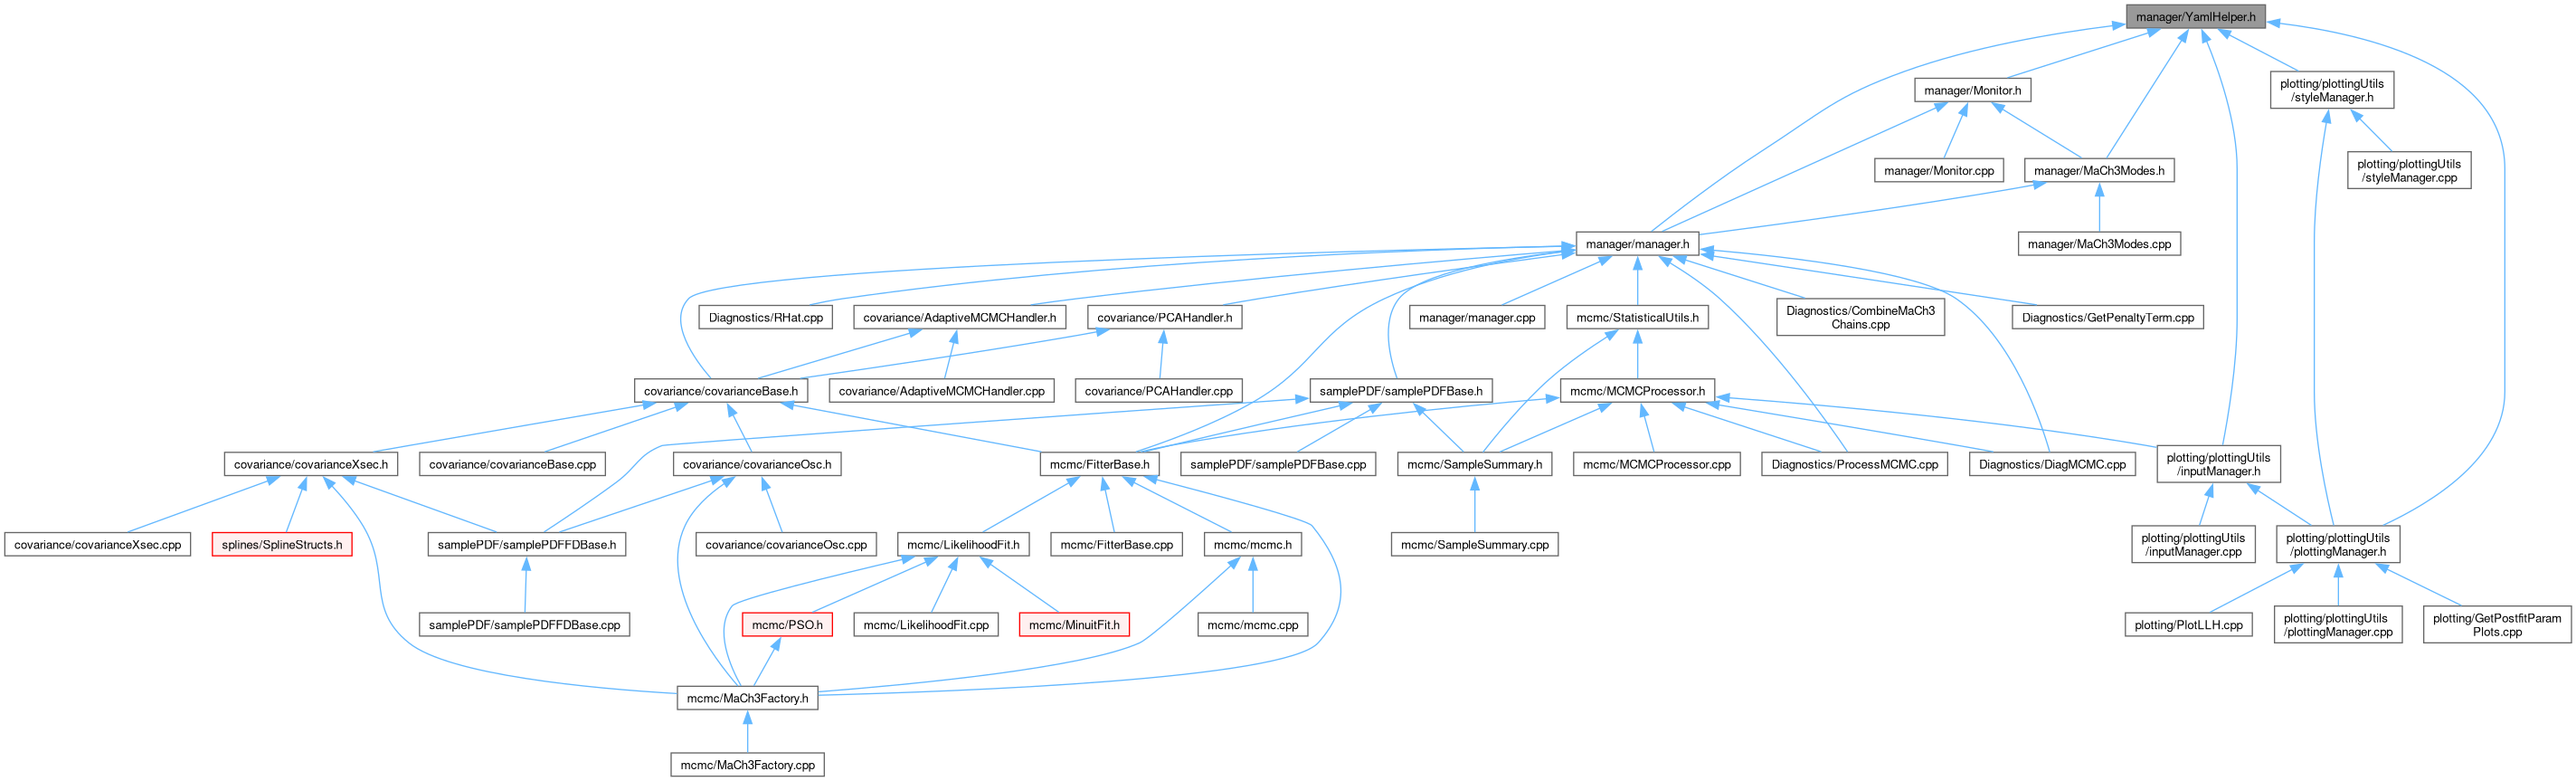 manager/YamlHelper.h
manager/Monitor.h
plotting/plottingUtils
/styleManager.h
manager/Monitor.cpp
manager/MaCh3Modes.h
plotting/plottingUtils
/styleManager.cpp
manager/manager.h
manager/MaCh3Modes.cpp
Diagnostics/RHat.cpp
covariance/AdaptiveMCMCHandler.h
covariance/PCAHandler.h
manager/manager.cpp
mcmc/StatisticalUtils.h
Diagnostics/CombineMaCh3
Chains.cpp
Diagnostics/GetPenaltyTerm.cpp
covariance/covarianceBase.h
covariance/AdaptiveMCMCHandler.cpp
covariance/PCAHandler.cpp
samplePDF/samplePDFBase.h
mcmc/MCMCProcessor.h
covariance/covarianceXsec.h
covariance/covarianceBase.cpp
covariance/covarianceOsc.h
mcmc/FitterBase.h
samplePDF/samplePDFBase.cpp
mcmc/SampleSummary.h
mcmc/MCMCProcessor.cpp
Diagnostics/ProcessMCMC.cpp
Diagnostics/DiagMCMC.cpp
plotting/plottingUtils
/inputManager.h
covariance/covarianceXsec.cpp
splines/SplineStructs.h
samplePDF/samplePDFFDBase.h
covariance/covarianceOsc.cpp
mcmc/LikelihoodFit.h
mcmc/FitterBase.cpp
mcmc/mcmc.h
mcmc/SampleSummary.cpp
plotting/plottingUtils
/inputManager.cpp
plotting/plottingUtils
/plottingManager.h
samplePDF/samplePDFFDBase.cpp
mcmc/PSO.h
mcmc/LikelihoodFit.cpp
mcmc/MinuitFit.h
mcmc/mcmc.cpp
plotting/PlotLLH.cpp
plotting/plottingUtils
/plottingManager.cpp
plotting/GetPostfitParam
Plots.cpp
mcmc/MaCh3Factory.h
mcmc/MaCh3Factory.cpp